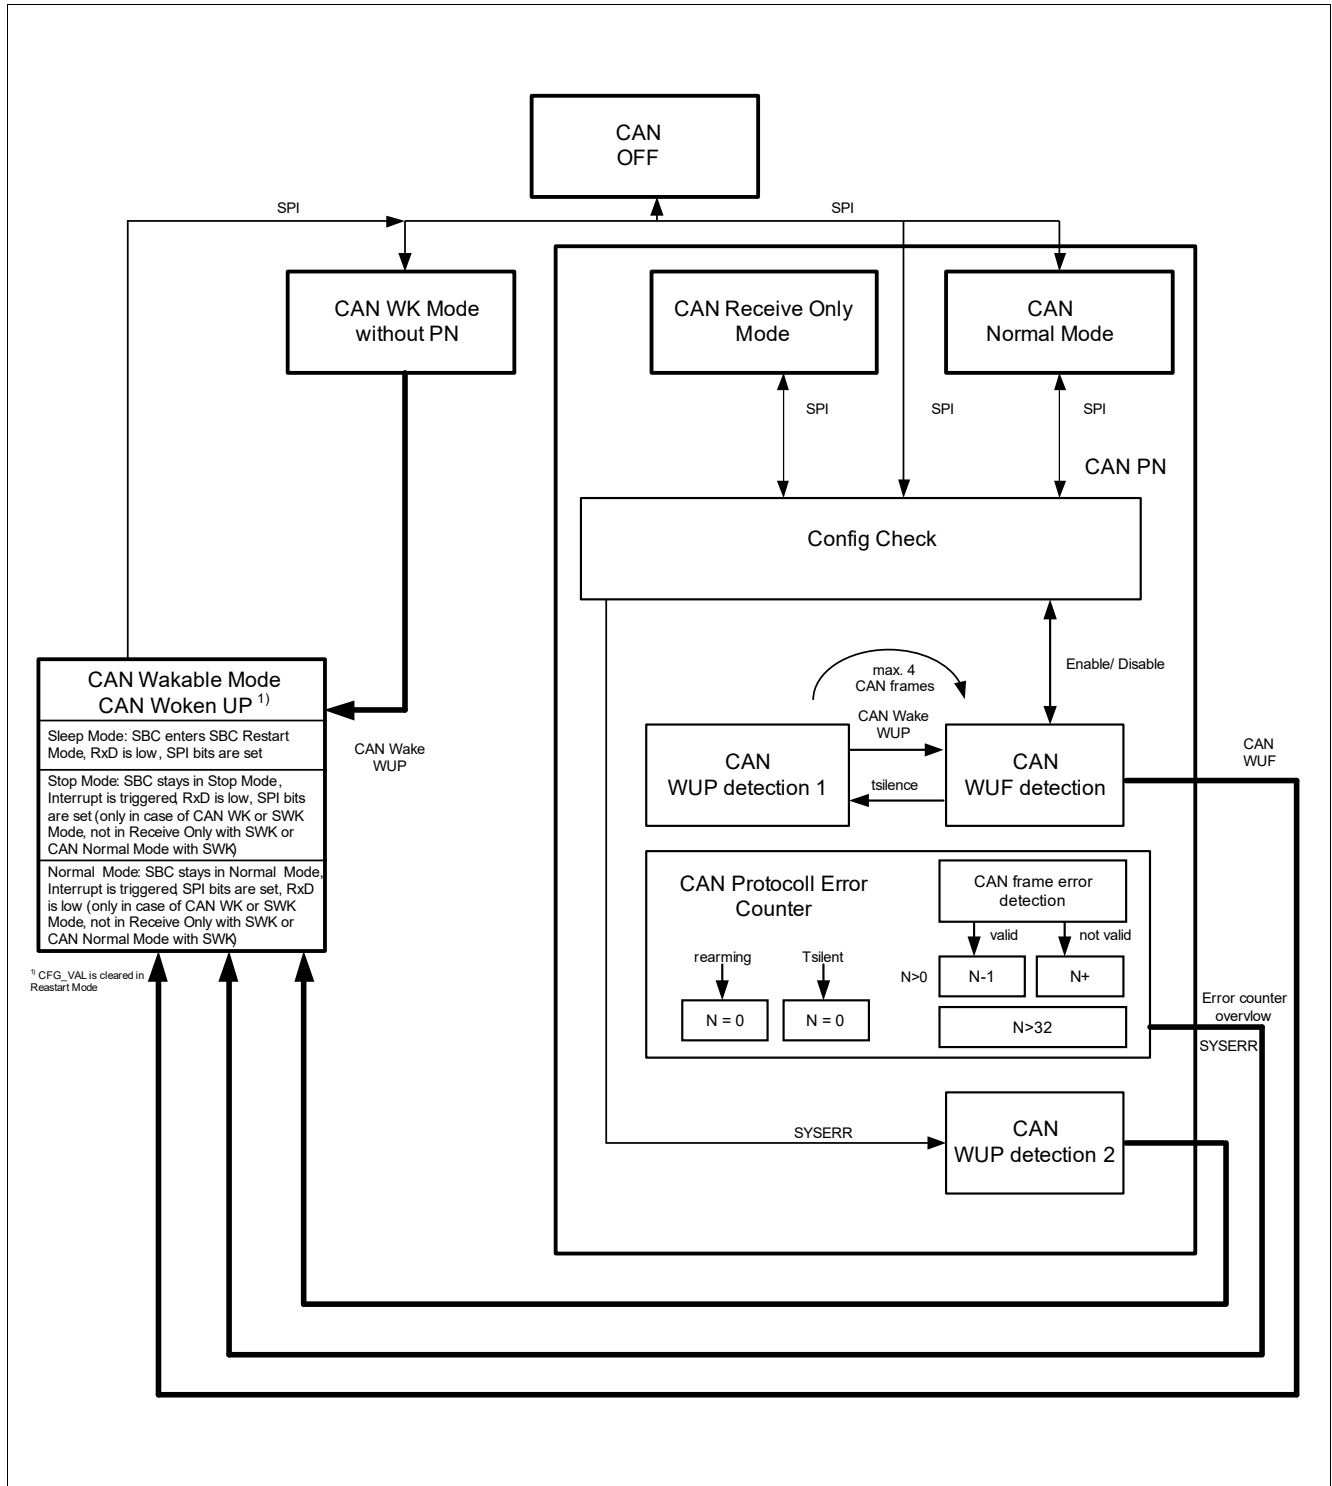 CAN
OFF
SPI
SPI
CAN WK Mode
without PN
CAN Receive Only
Mode
CAN
Normal Mode
SPI
SPI
SPI
CAN PN
Config Check
Enable/ Disable
max. 4
CAN frames
CAN Wake
WUP
CAN
WUP detection 1
tsilence
CAN
WUF detection
CAN
WUF
CAN Wakable Mode
CAN Woken UP 1)
Sleep Mode: SBC enters SBC Restart
Mode, RxD is low, SPI bits are set
Stop Mode: SBC stays in Stop Mode,
Interrupt is triggered, RxD is low, SPI bits
are set (only in case of CAN WK or SWK
Mode, not in Receive Only with SWK or
CAN Normal Mode with SWK)
Normal Mode: SBC stays in Normal Mode,
Interrupt is triggered, SPI bits are set, RxD
is low (only in case of CAN WK or SWK
Mode, not in Receive Only with SWK or
CAN Normal Mode with SWK)
1) CFG_VAL is cleared in
Reastart Mode
CAN Wake
WUP
CAN Protocoll Error
Counter
rearming
N = 0
Tsilent
N = 0
CAN frame error
detection
valid
not valid
N>0
N-1
N+
N>32
Error counter
overvlow
SYSERR
SYSERR
CAN
WUP detection 2